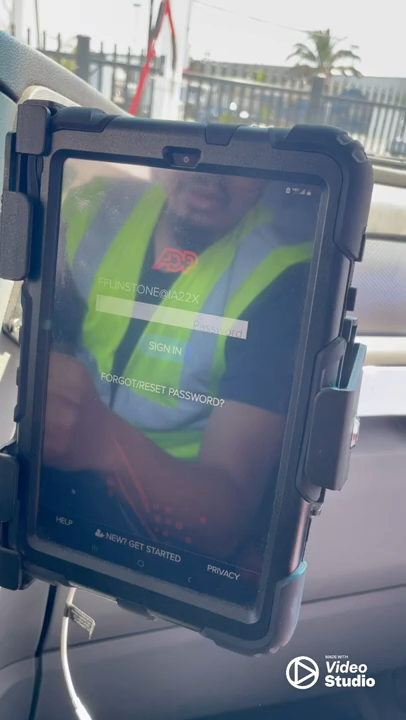 ADP
FFLINSTONE@IA22X
Password
SIGN IN
FORGOT/RESET PASSWORD?
HELP
NEW? GET STARTED
PRIVACY
MADE WITH
Video
Studio